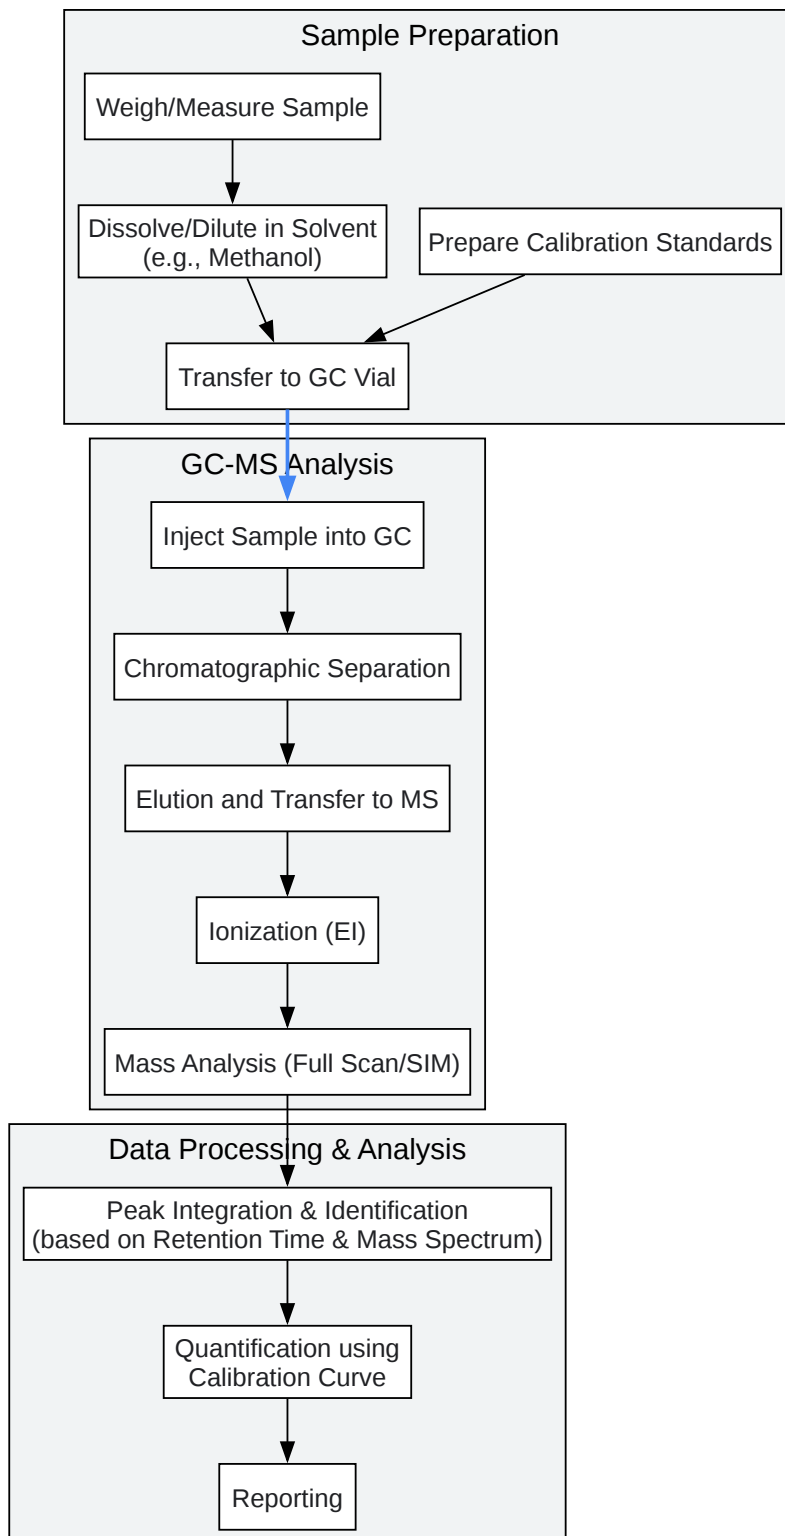 Sample Preparation
Weigh/Measure Sample
Dissolve/Dilute in Solvent
(e.g., Methanol)
Prepare Calibration Standards
Transfer to GC Vial
GC-MS Analysis
Inject Sample into GC
Chromatographic Separation
Elution and Transfer to MS
Ionization (EI)
Mass Analysis (Full Scan/SIM)
Data Processing & Analysis
Peak Integration & Identification
(based on Retention Time & Mass Spectrum)
Quantification using
Calibration Curve
Reporting